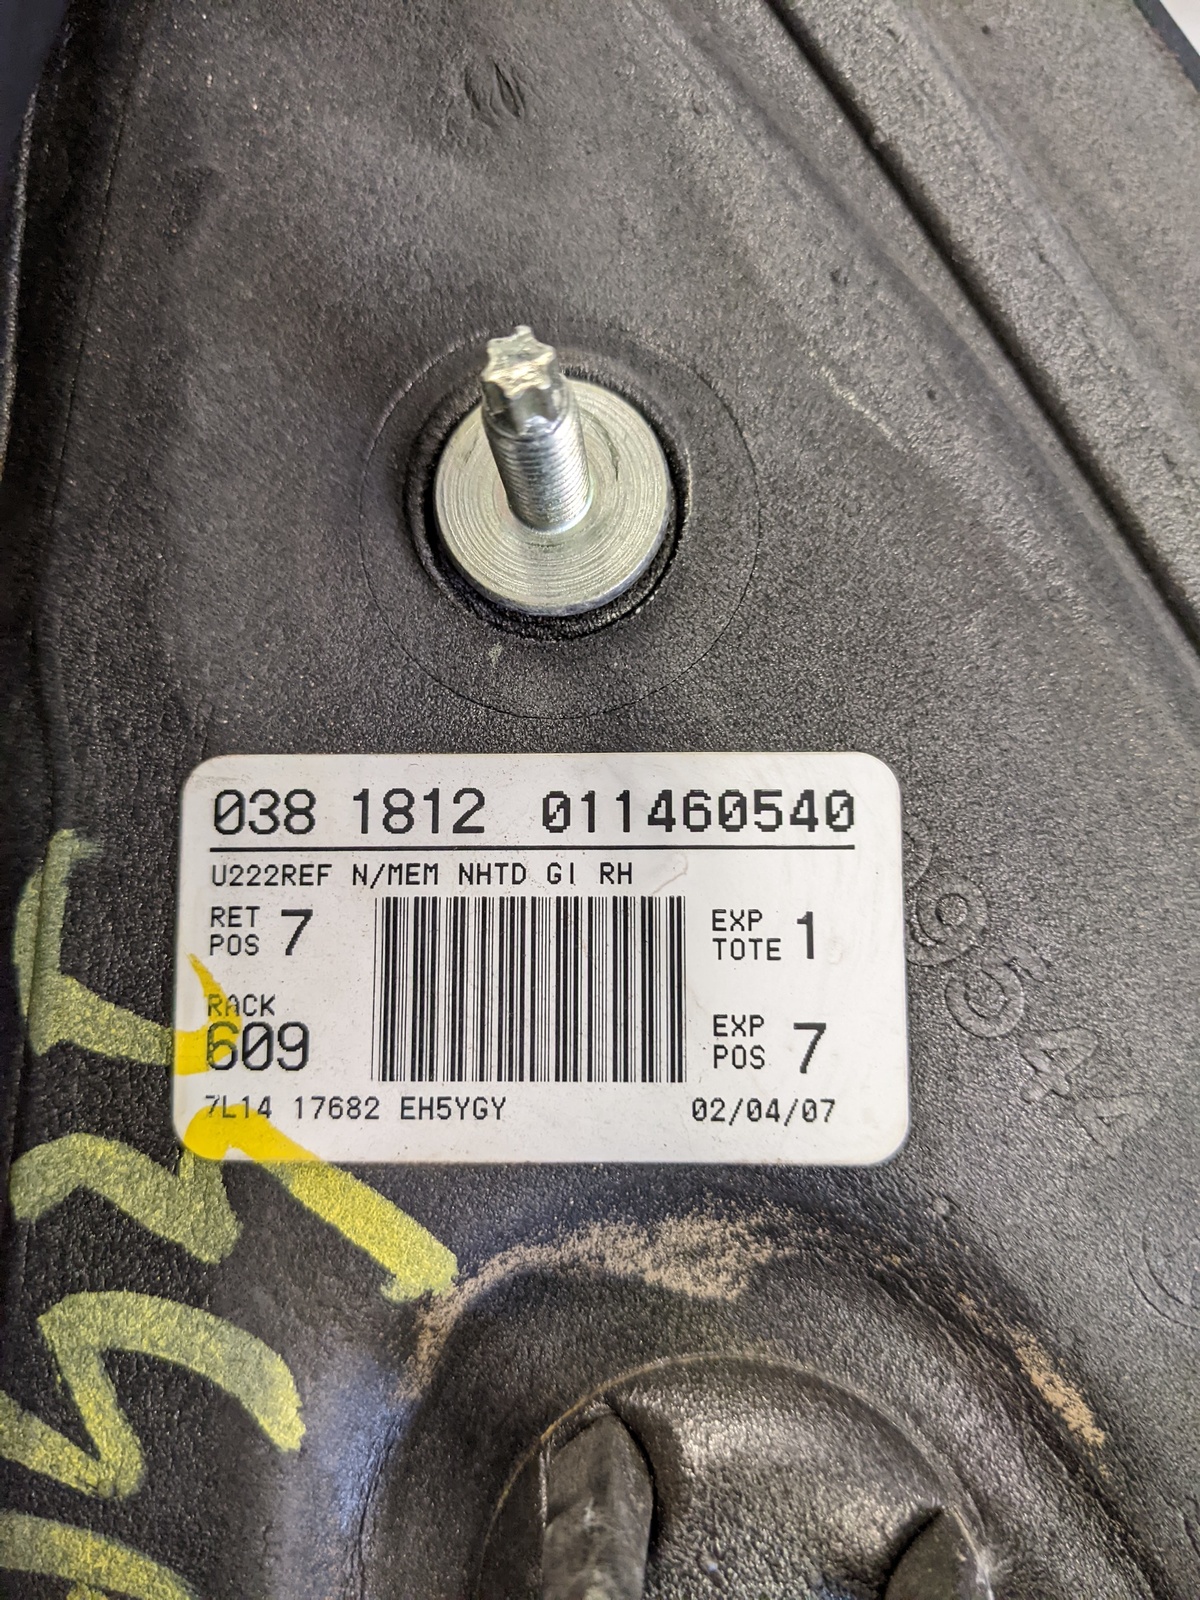 038 1812 011460540
U222REF N/MEM NHTD GI RH
RET POS 7
EXP TOTE 1
RACK 609
EXP POS 7
7L14 17682 EH5YGY
02/04/07